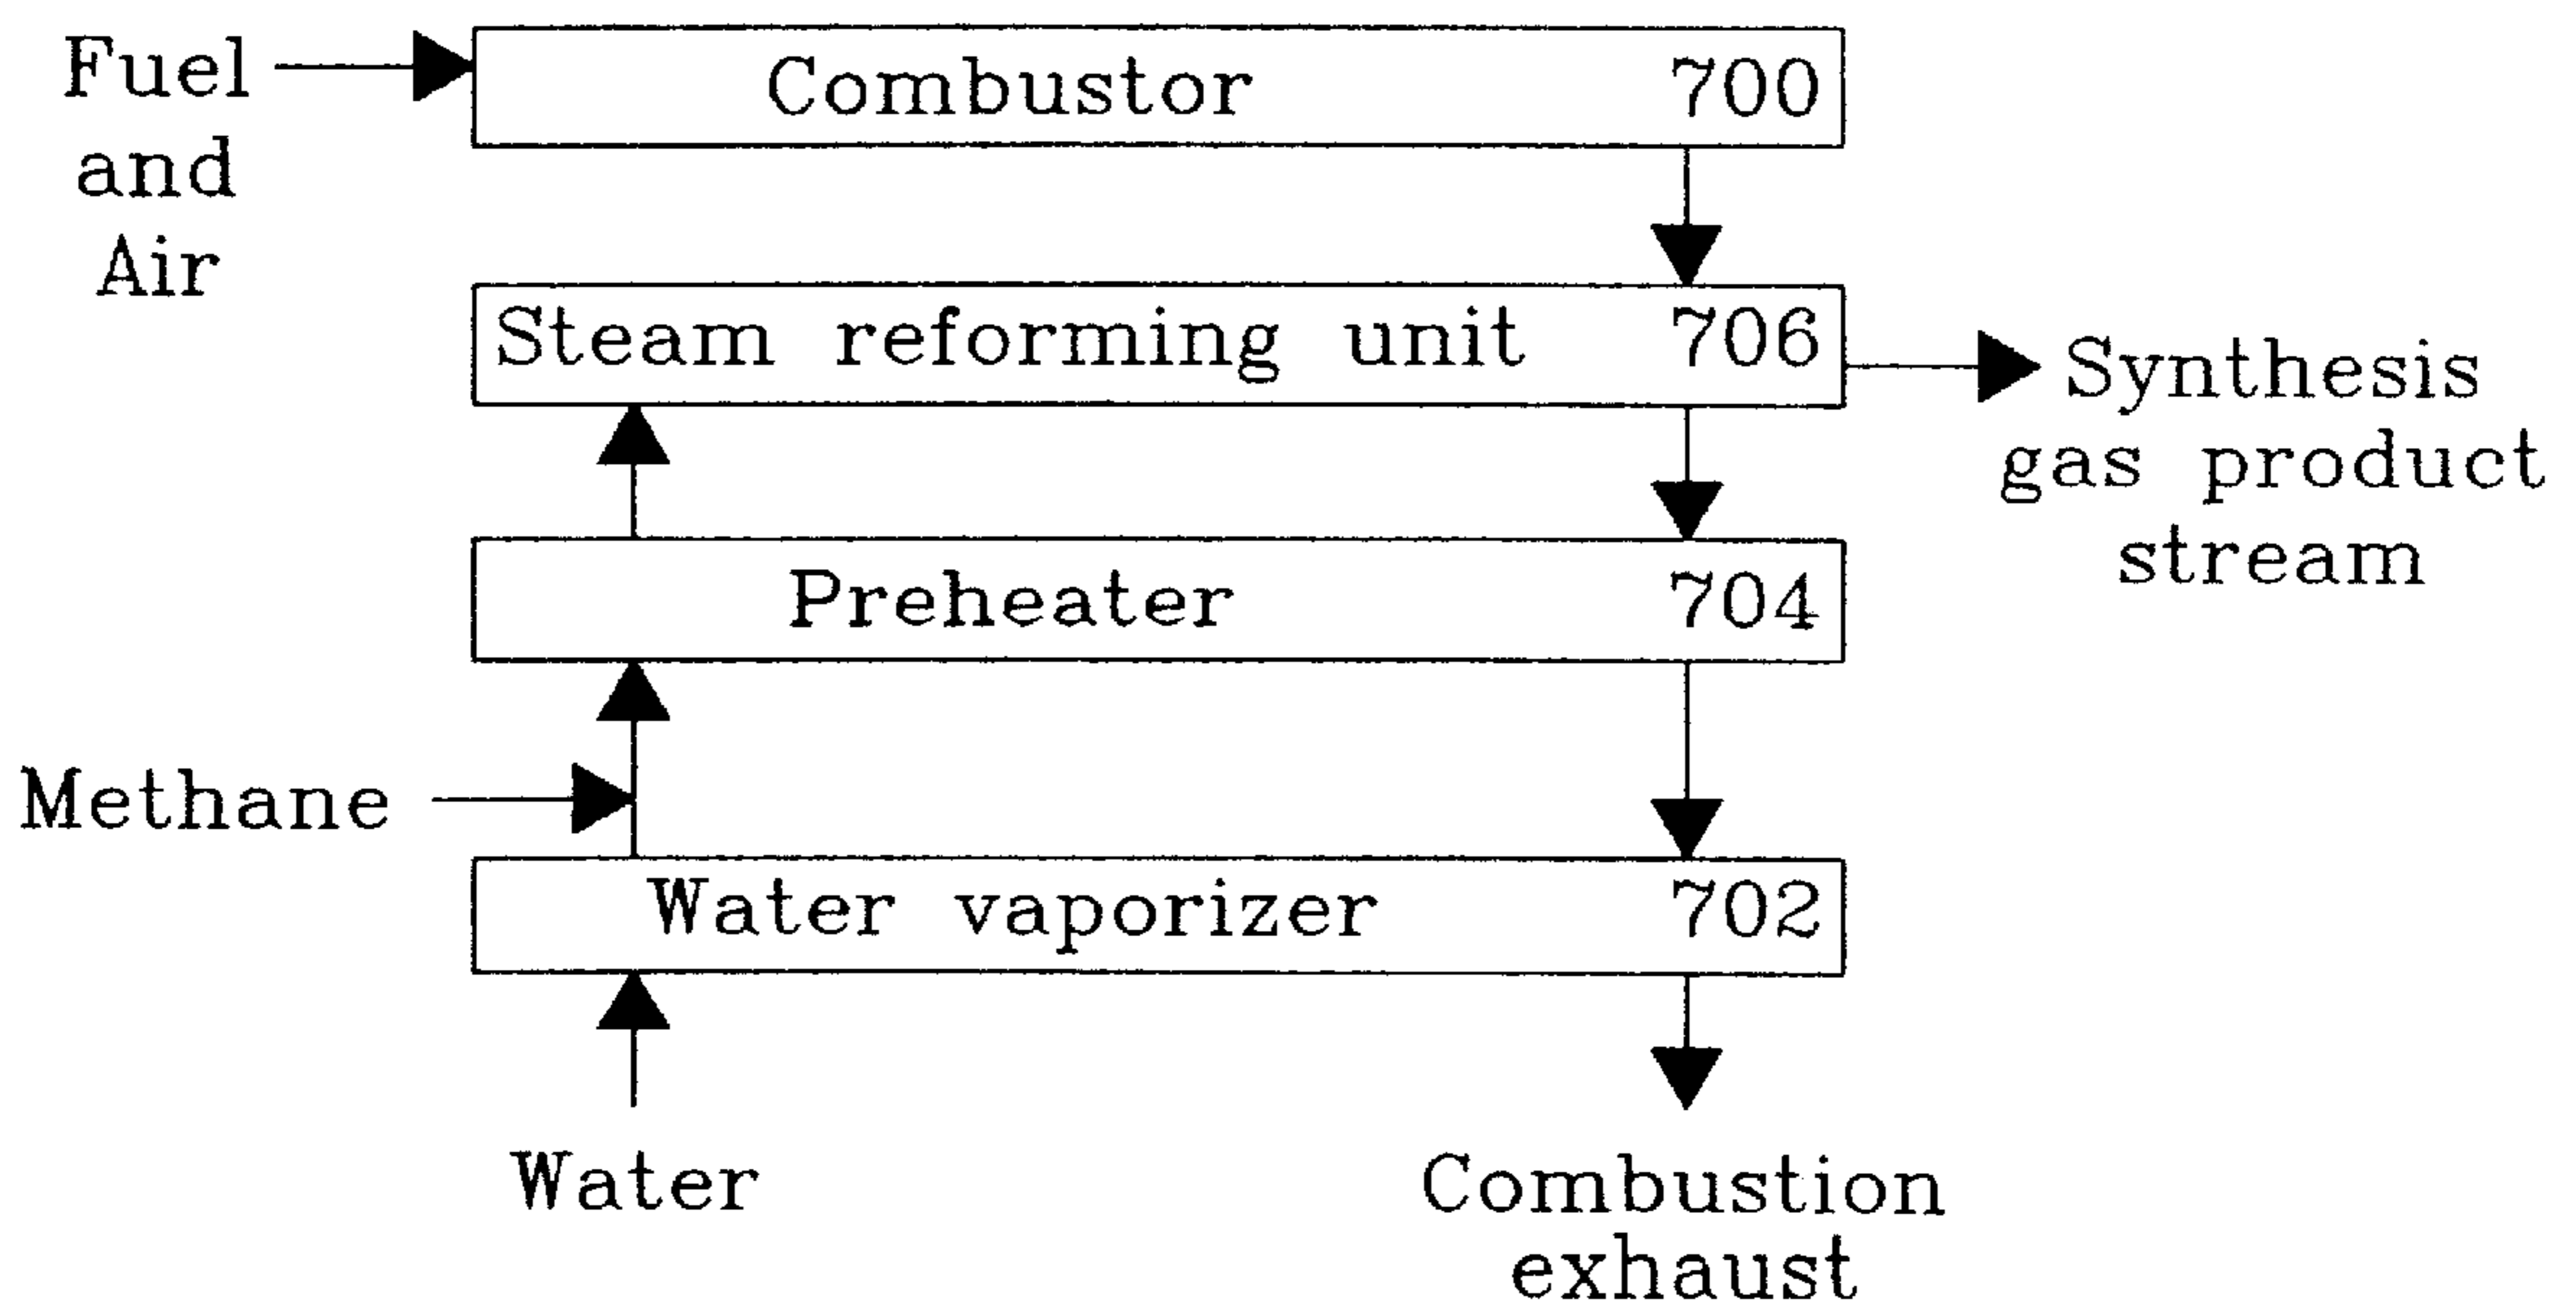 Fuel
and
Air
Combustor 700
Steam reforming unit 706
Synthesis
gas product
stream
Preheater 704
Methane
Water vaporizer 702
Water
Combustion
exhaust